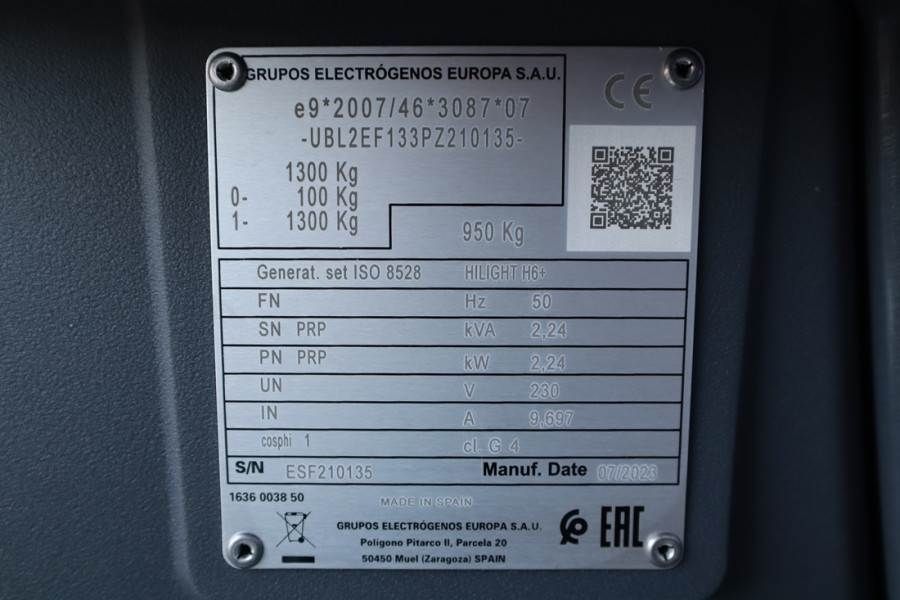 GRUPOS ELECTRÓGENOS EUROPA S.A.U.
CE
e9*2007/46*3087*07
-UBL2EF133PZ210135-
1300 Kg
0- 100 Kg
1- 1300 Kg
950 Kg
Generat. set ISO 8528 HILIGHT H6+
FN Hz 50
SN PRP kVA 2,24
PN PRP kW 2,24
UN V 230
IN A 9,697
cosphi 1 cl. G 4
S/N ESF210135 Manuf. Date 07/2023
1636 0038 50
MADE IN SPAIN
GRUPOS ELECTRÓGENOS EUROPA S.A.U.
Poligono Pitarco II, Parcela 20
50450 Muel (Zaragoza) SPAIN
EAC